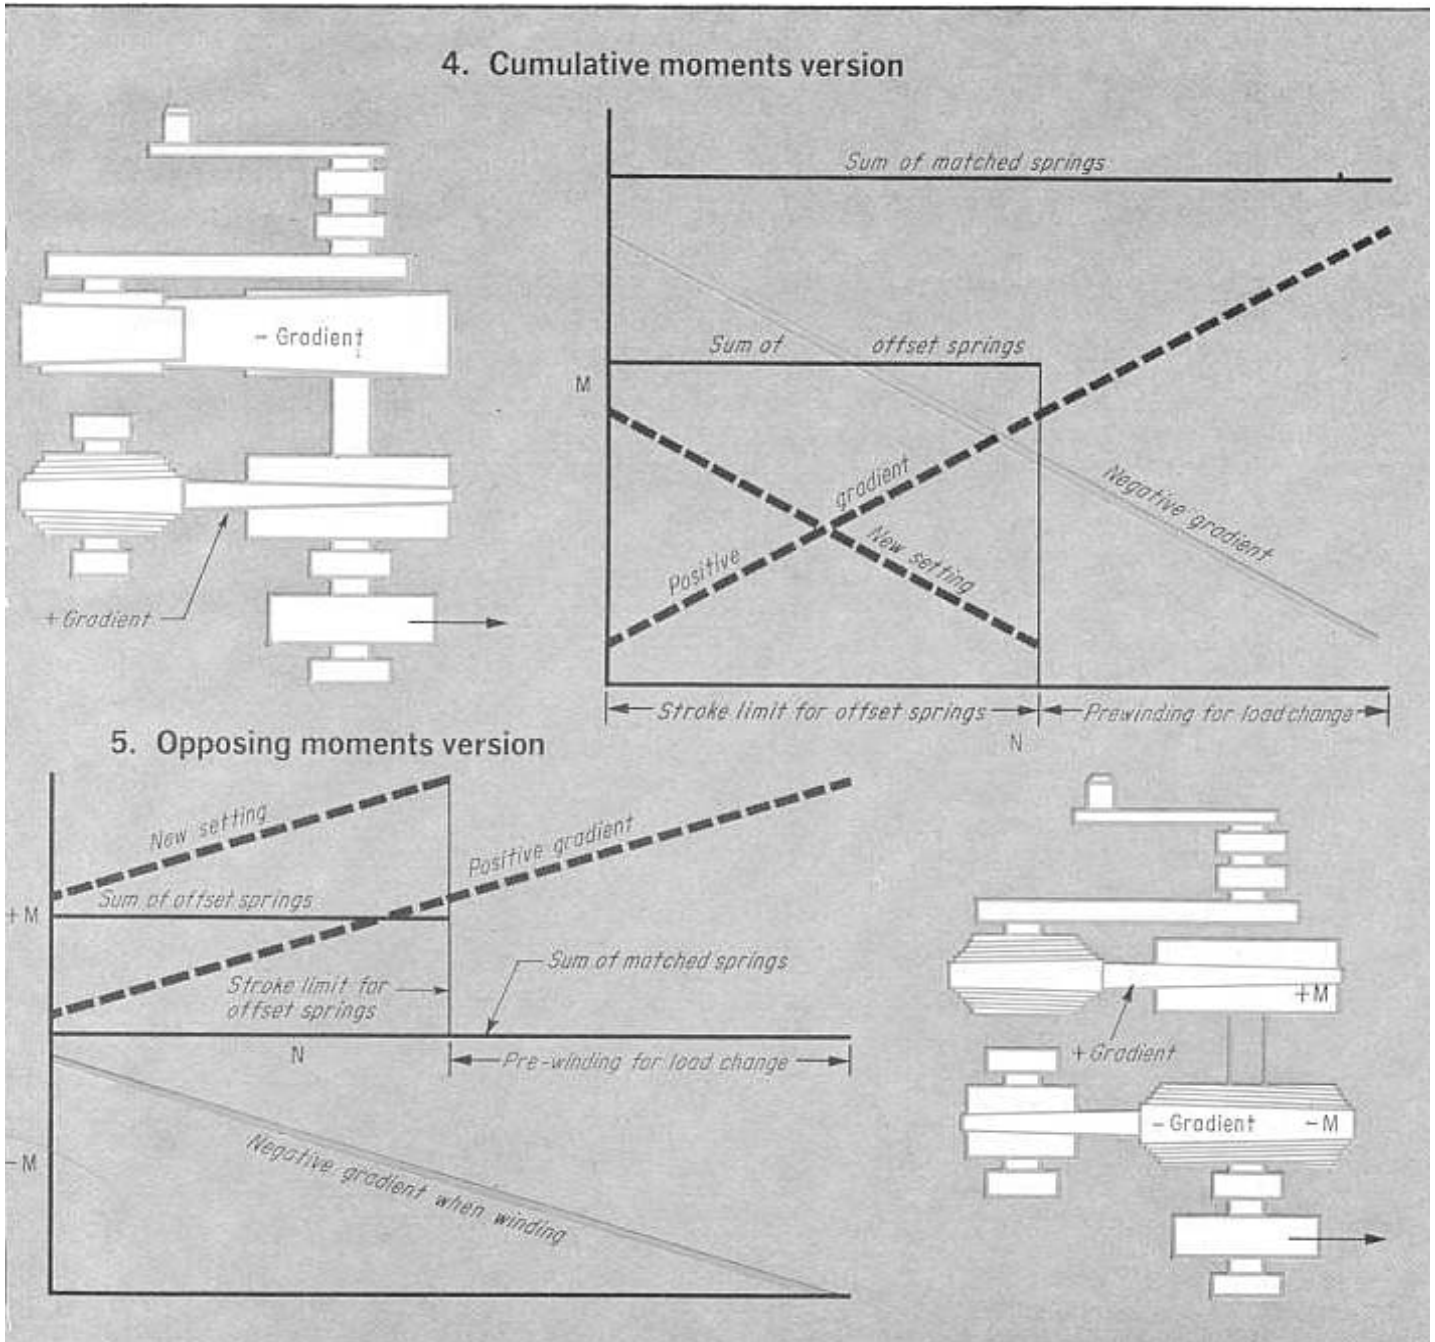 4. Cumulative moments version
Sum of matched springs
- Gradient
Sum of offset springs
M
Positive gradient
New setting
Negative gradient
+ Gradient
Stroke limit for offset springs
Prewinding for load change
N
5. Opposing moments version
New setting
Positive gradient
+ M
Sum of offset springs
Sum of matched springs
Stroke limit for
offset springs
N
Pre-winding for load change
- M
Negative gradient when winding
+ M
+ Gradient
- Gradient - M